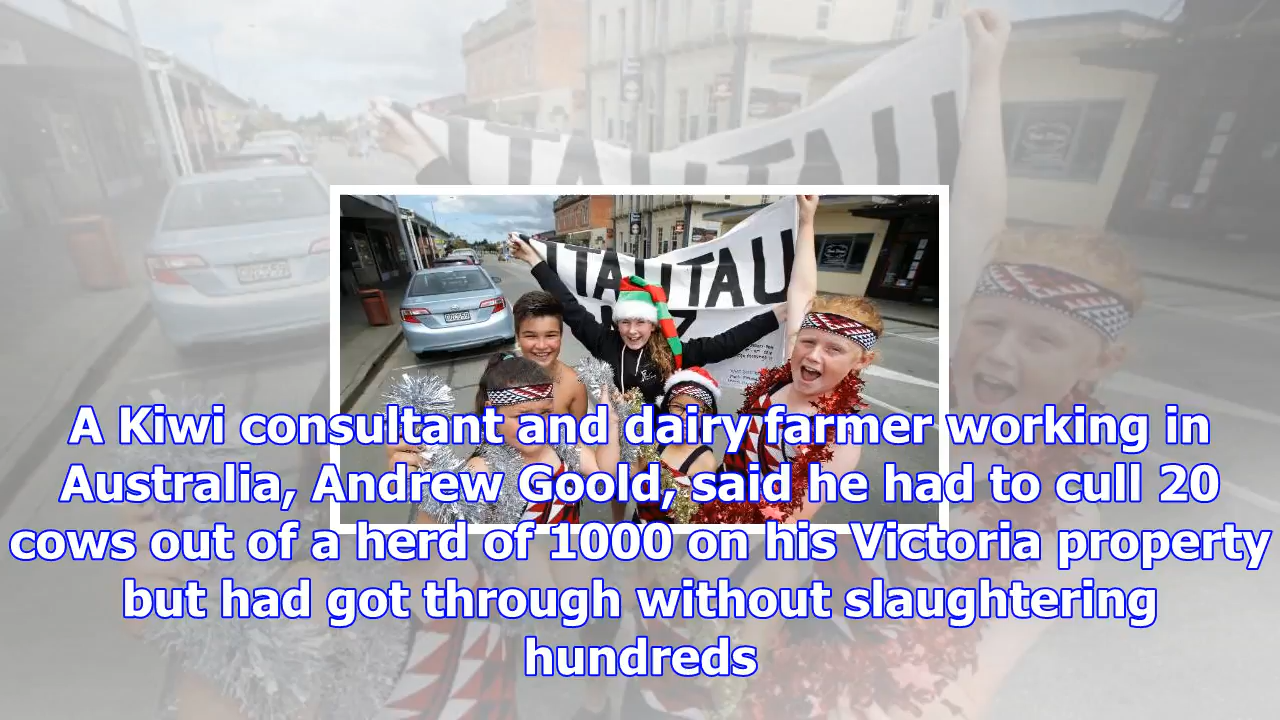 UTAUTAU
A Kiwi consultant and dairy farmer working in
Australia, Andrew Goold, said he had to cull 20
cows out of a herd of 1000 on his Victoria property
but had got through without slaughtering
hundreds